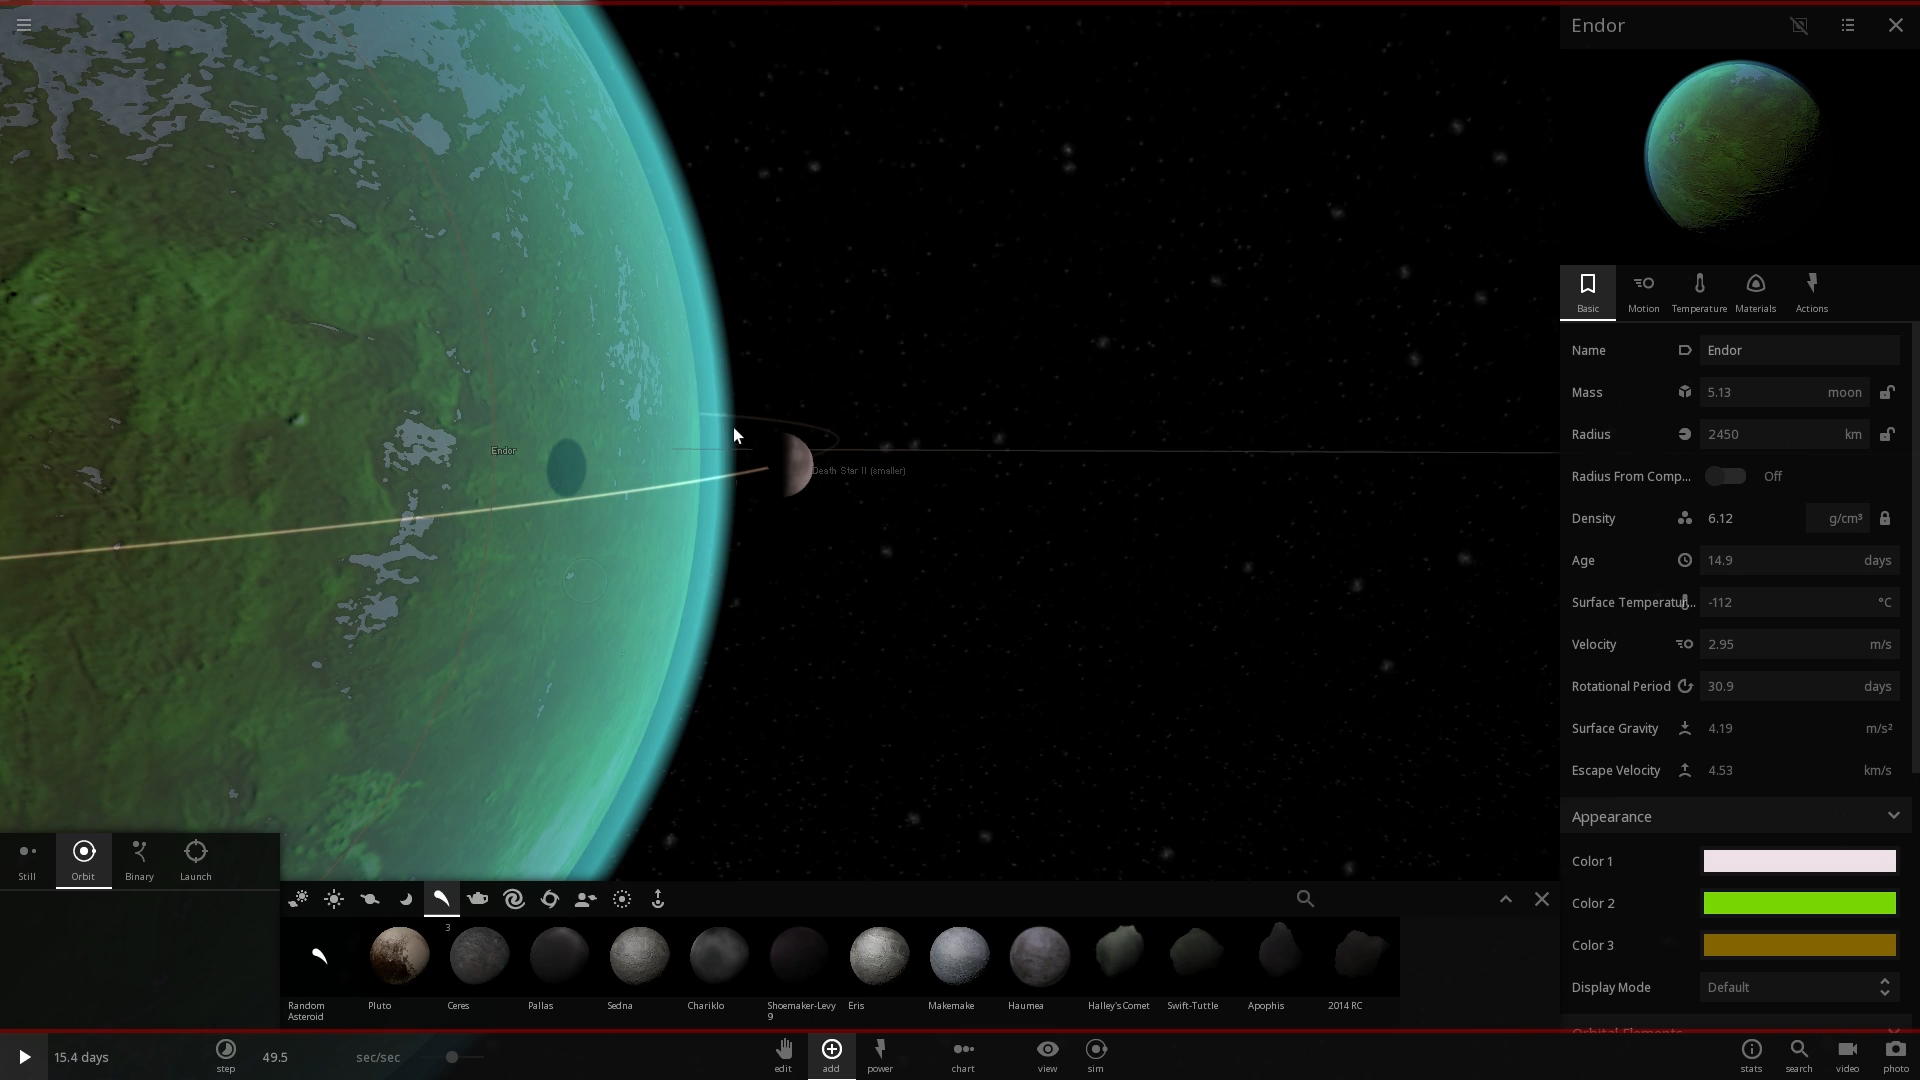 Endor
Endor
Death Star II (smaller)
Basic
Motion
Temperature
Materials
Actions
Name
Endor
Mass
5.13
moon
Radius
2450
km
Radius From Comp...
Off
Density
6.12
g/cm³
Age
14.9
days
Surface Temperatur...
-112
°C
Velocity
2.95
m/s
Rotational Period
30.9
days
Surface Gravity
4.19
m/s²
Escape Velocity
4.53
km/s
Appearance
Color 1
Color 2
Color 3
Display Mode
Default
Orbital Elements
Still
Orbit
Binary
Launch
3
Random
Asteroid
Pluto
Ceres
Pallas
Sedna
Chariklo
Shoemaker-Levy
9
Eris
Makemake
Haumea
Halley's Comet
Swift-Tuttle
Apophis
2014 RC
15.4 days
step
49.5
sec/sec
edit
add
power
chart
view
sim
stats
search
video
photo